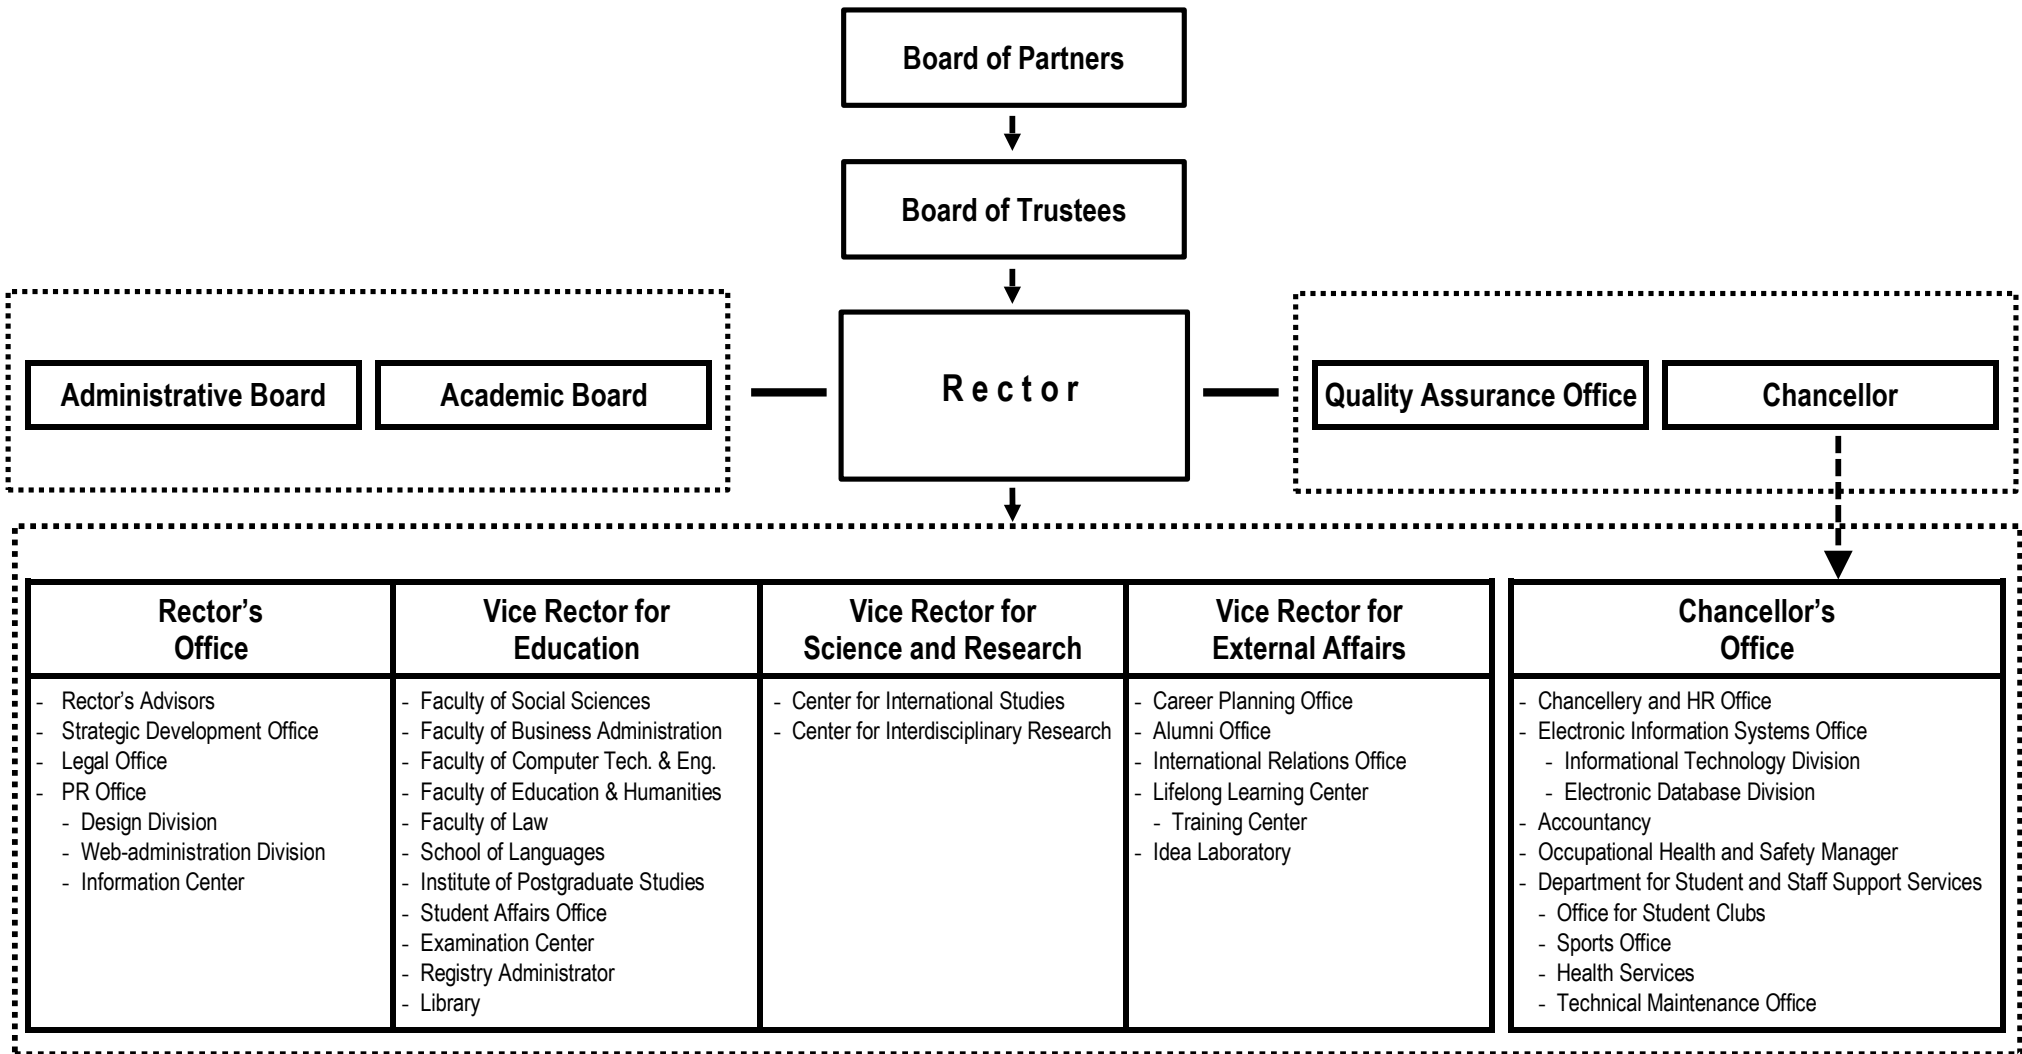 Board of Partners
Board of Trustees
Administrative Board
Academic Board
Rector
Quality Assurance Office
Chancellor
Rector's
Office
- Rector's Advisors
- Strategic Development Office
- Legal Office
- PR Office
- Design Division
- Web-administration Division
- Information Center
Vice Rector for
Education
- Faculty of Social Sciences
- Faculty of Business Administration
- Faculty of Computer Tech. & Eng.
- Faculty of Education & Humanities
- Faculty of Law
- School of Languages
- Institute of Postgraduate Studies
- Student Affairs Office
- Examination Center
- Registry Administrator
- Library
Vice Rector for
Science and Research
- Center for International Studies
- Center for Interdisciplinary Research
Vice Rector for
External Affairs
- Career Planning Office
- Alumni Office
- International Relations Office
- Lifelong Learning Center
- Training Center
- Idea Laboratory
Chancellor's
Office
- Chancellery and HR Office
- Electronic Information Systems Office
- Informational Technology Division
- Electronic Database Division
- Accountancy
- Occupational Health and Safety Manager
- Department for Student and Staff Support Services
- Office for Student Clubs
- Sports Office
- Health Services
- Technical Maintenance Office